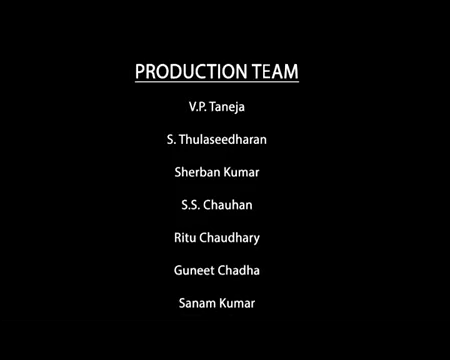 PRODUCTION TEAM
V.P. Taneja
S. Thulaseedharan
Sherban Kumar
S.S. Chauhan
Ritu Chaudhary
Guneet Chadha
Sanam Kumar